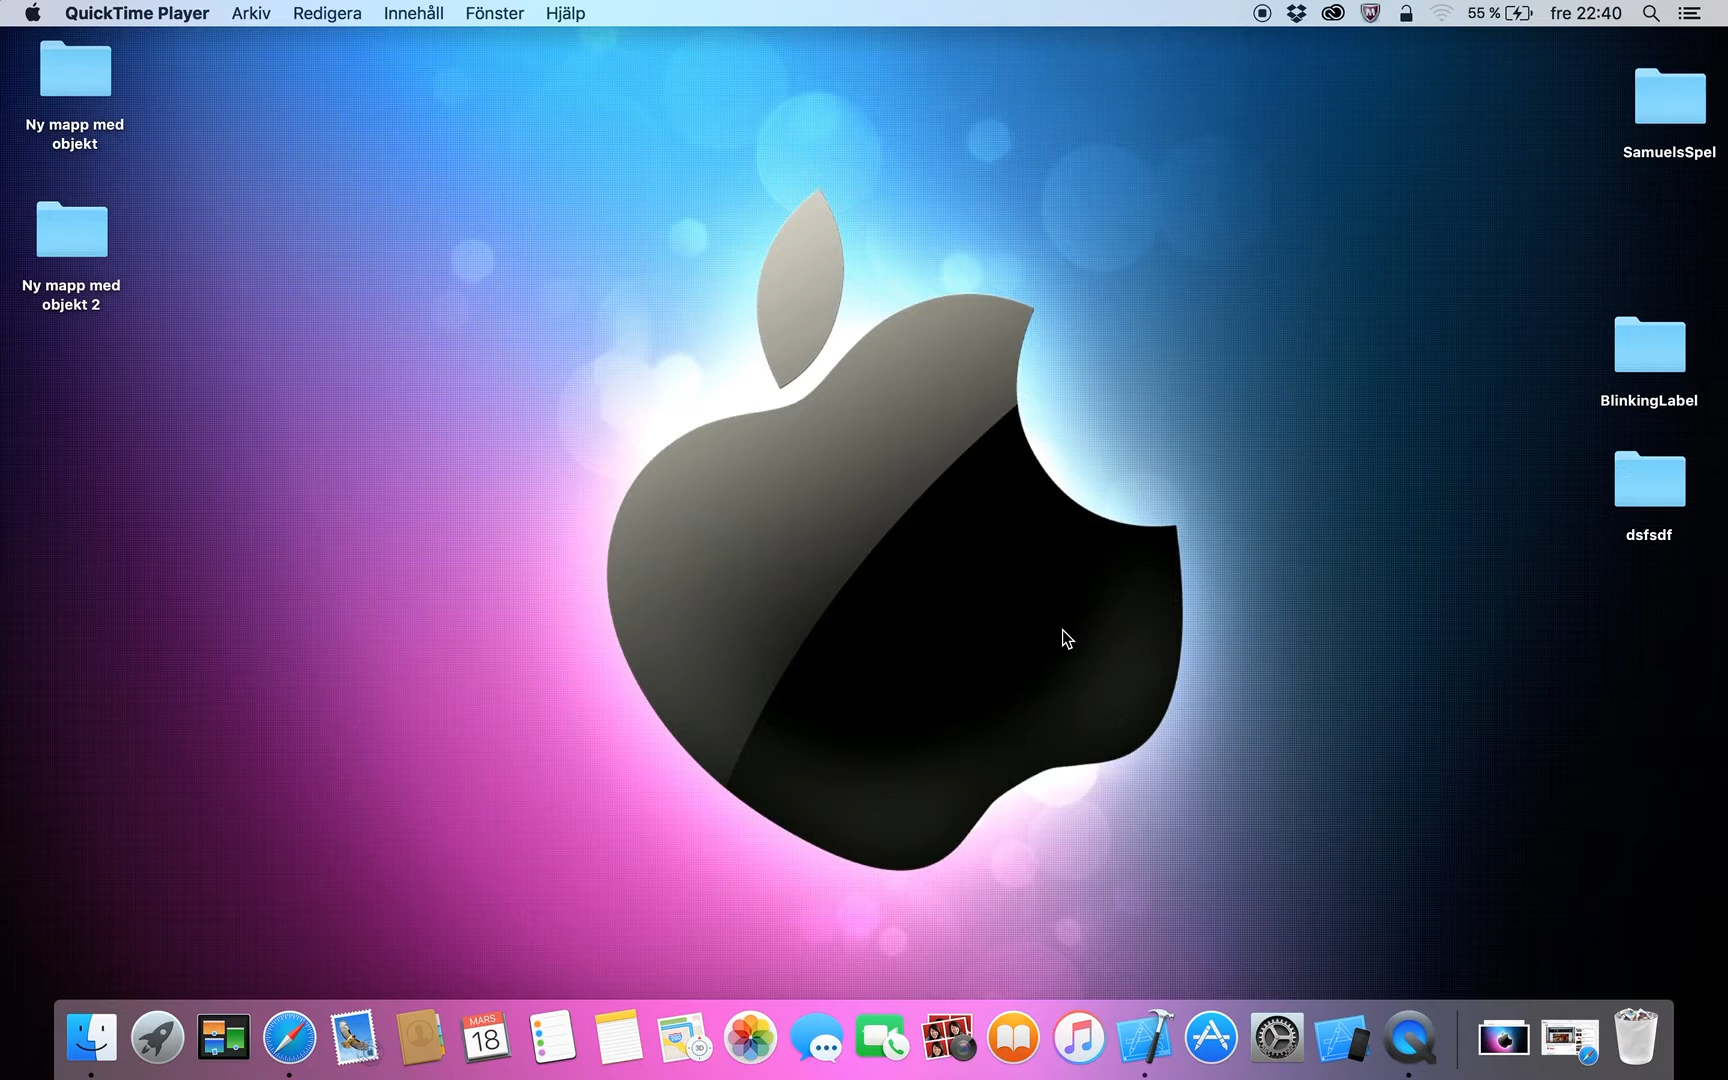 QuickTime Player Arkiv Redigera Innehåll Fönster Hjälp 55 % fre 22:40
Ny mapp med
objekt
SamuelsSpel
Ny mapp med
objekt 2
BlinkingLabel
dsfsdf
MARS
18
3D